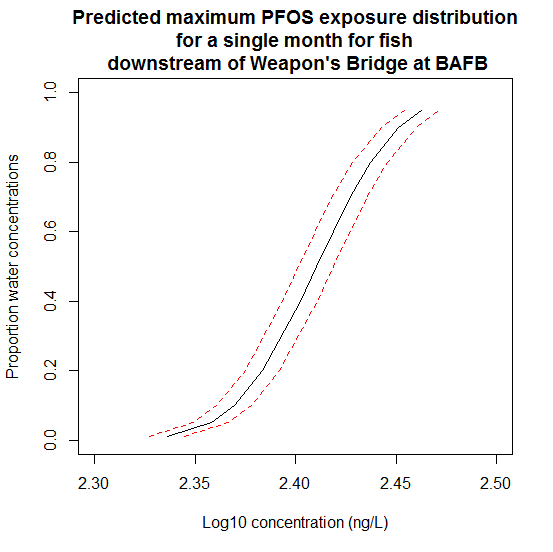 Predicted maximum PFOS exposure distribution
for a single month for fish
downstream of Weapon's Bridge at BAFB
Proportion water concentrations
1.0
0.8
0.6
0.4
0.2
0.0
2.30 2.35 2.40 2.45 2.50
Log10 concentration (ng/L)